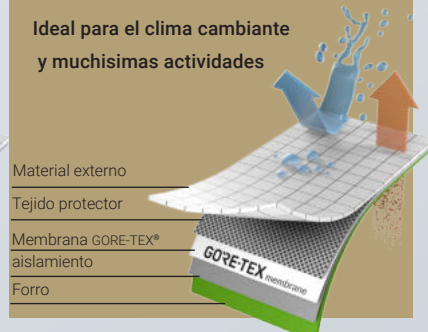 Ideal para el clima cambiante
y muchisimas actividades
Material externo
Tejido protector
Membrana GORE-TEX®
aislamiento
Forro
GORE-TEX membrane